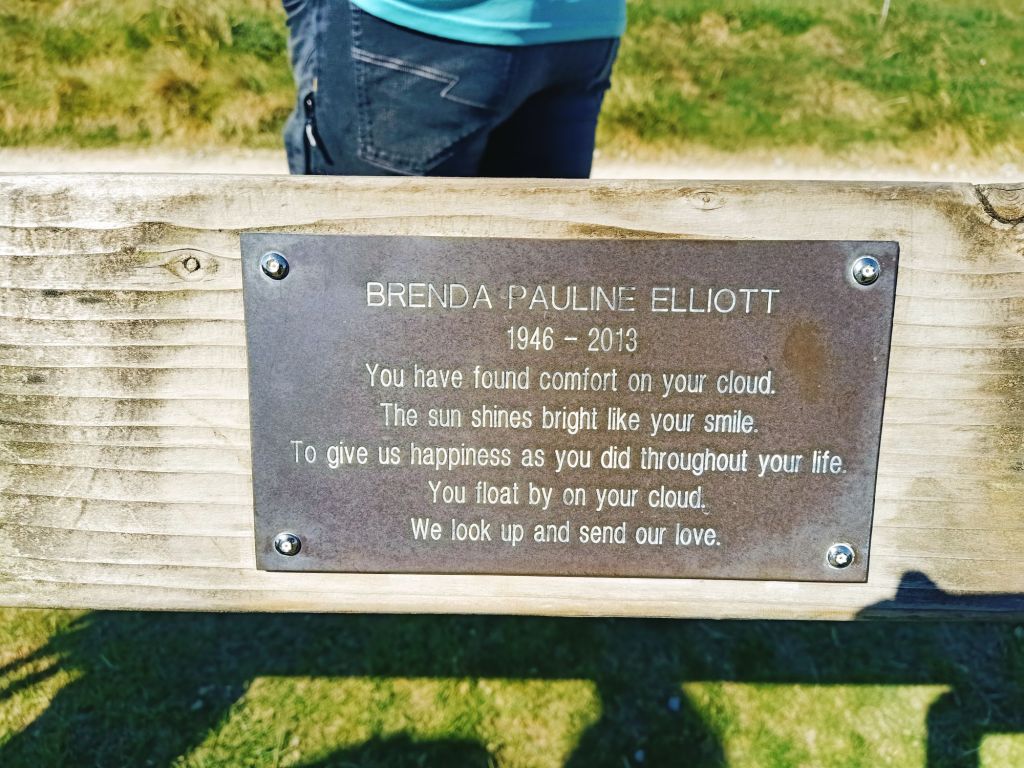 BRENDA PAULINE ELLIOTT
1946 - 2013
You have found comfort on your cloud.
The sun shines bright like your smile.
To give us happiness as you did throughout your life.
You float by on your cloud.
We look up and send our love.